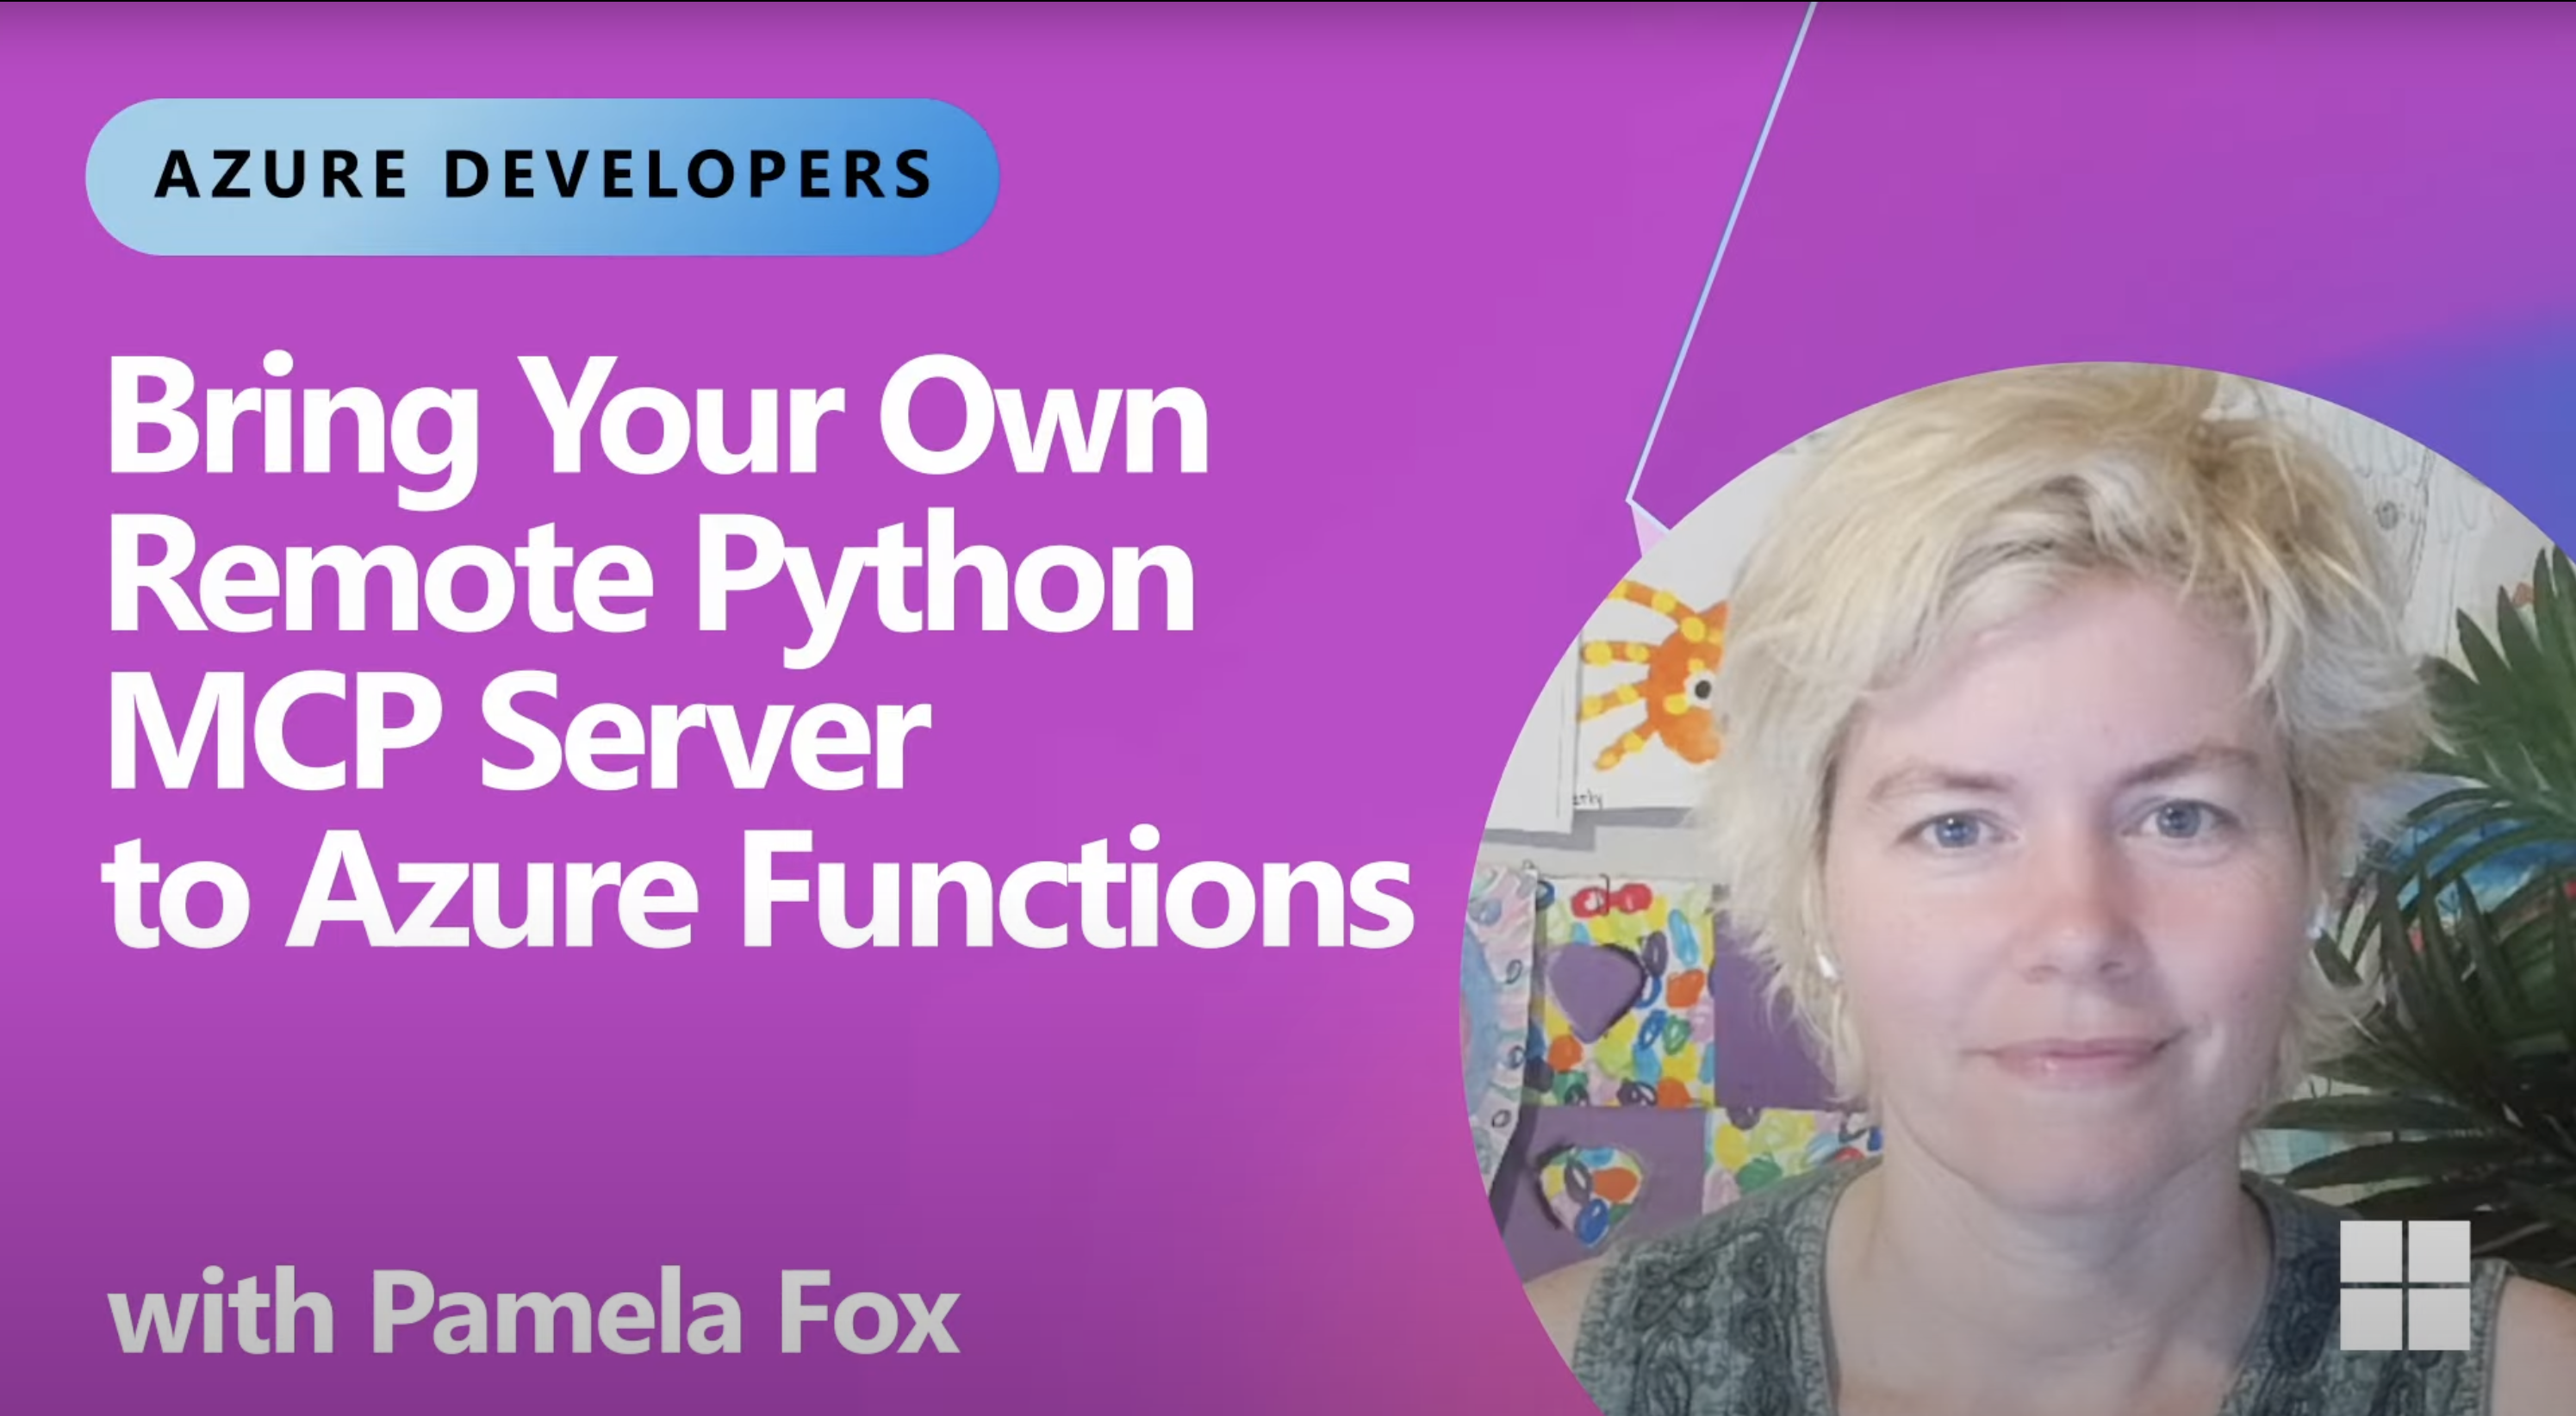 AZURE DEVELOPERS
Bring Your Own
Remote Python
MCP Server
to Azure Functions
with Pamela Fox